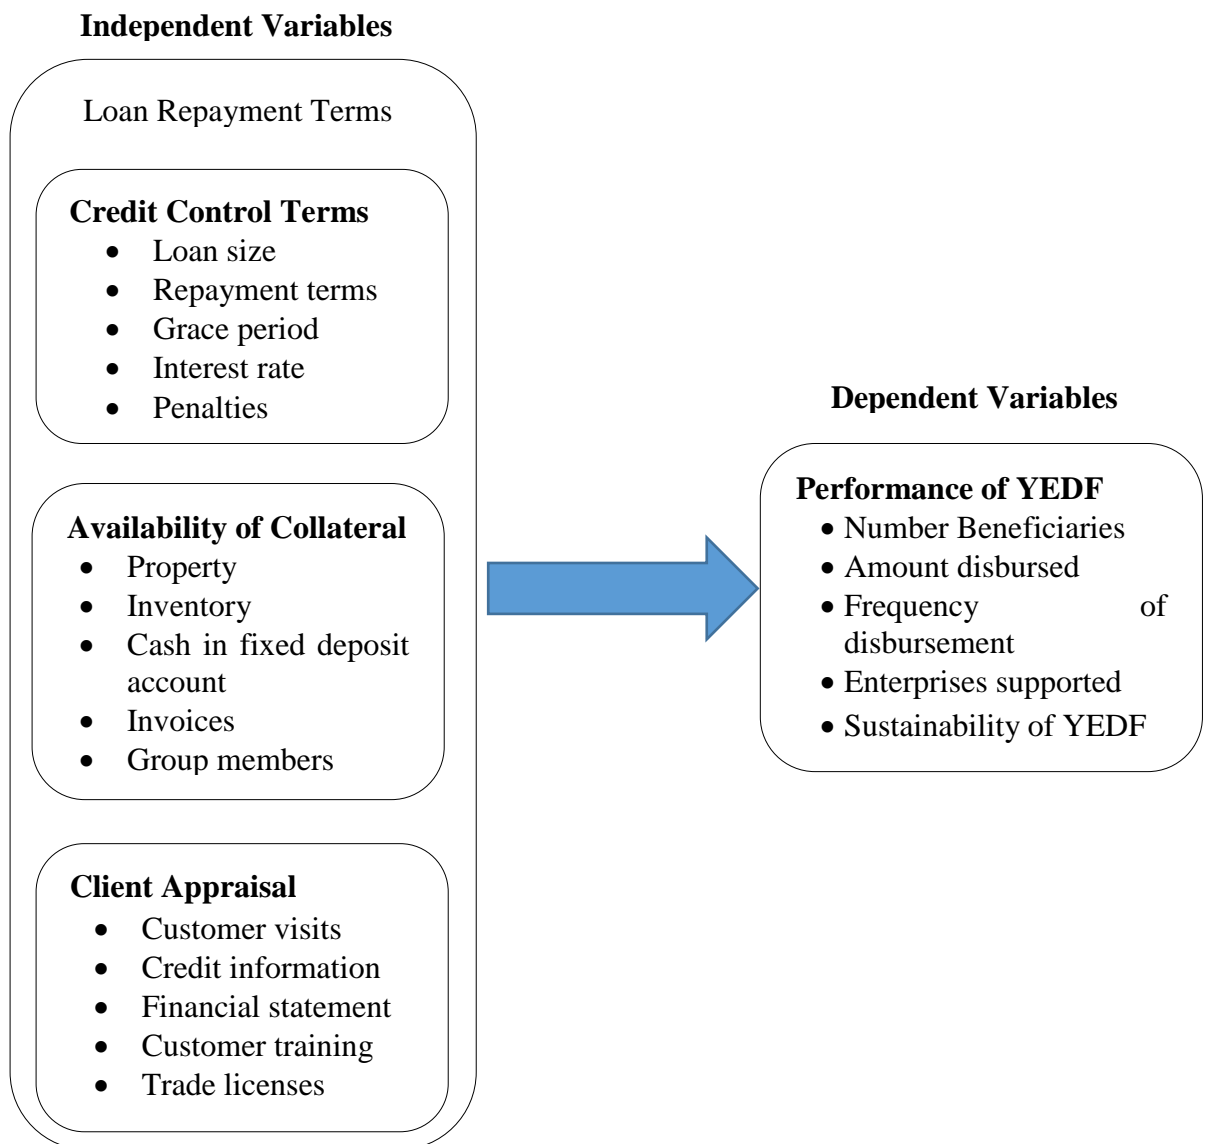 Independent Variables
Loan Repayment Terms
Credit Control Terms
• Loan size
• Repayment terms
• Grace period
• Interest rate
• Penalties
Availability of Collateral
• Property
• Inventory
• Cash in fixed deposit
account
• Invoices
• Group members
Client Appraisal
• Customer visits
• Credit information
• Financial statement
• Customer training
• Trade licenses
Dependent Variables
Performance of YEDF
• Number Beneficiaries
• Amount disbursed
• Frequency of
disbursement
• Enterprises supported
• Sustainability of YEDF